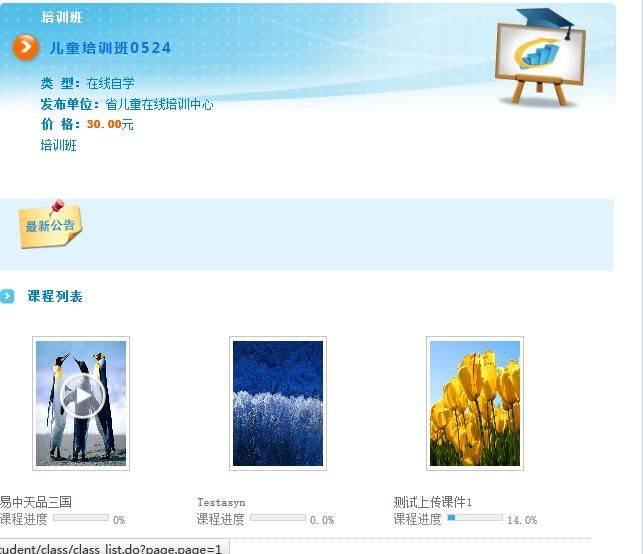 培训班
儿童培训班0524
类 型：在线自学
发布单位：省儿童在线培训中心
价 格：30.00元
培训班
最新公告
课程列表
易中天品三国
课程进度 0%
Testasyn
课程进度 0.0%
测试上传课件1
课程进度 14.0%
tudent/class/class_list.do?page.page=1